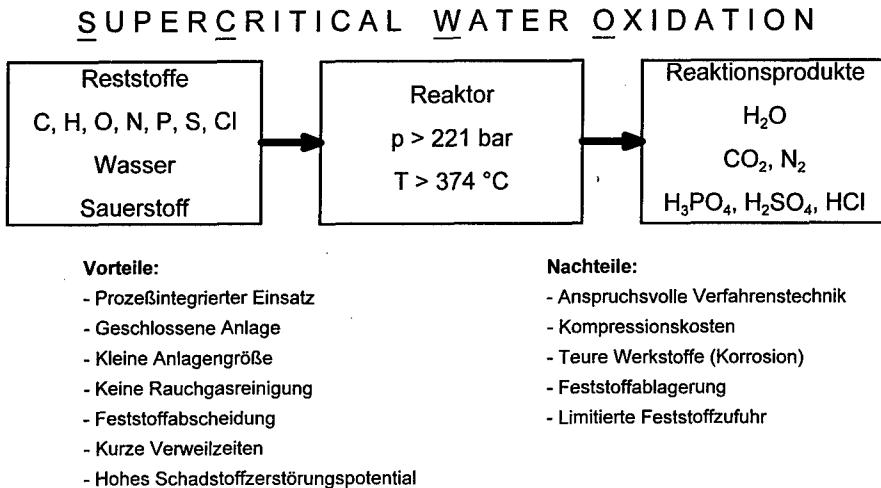 SUPERCRITICAL WATER OXIDATION
Reststoffe
C, H, O, N, P, S, Cl
Wasser
Sauerstoff
Reaktor
p > 221 bar
T > 374 °C
Reaktionsprodukte
H₂O
CO₂, N₂
H₃PO₄, H₂SO₄, HCl
Vorteile:
- Prozeßintegrierter Einsatz
- Geschlossene Anlage
- Kleine Anlagengröße
- Keine Rauchgasreinigung
- Feststoffabscheidung
- Kurze Verweilzeiten
- Hohes Schadstoffzerstörungspotential
Nachteile:
- Anspruchsvolle Verfahrenstechnik
- Kompressionskosten
- Teure Werkstoffe (Korrosion)
- Feststoffablagerung
- Limitierte Feststoffzufuhr